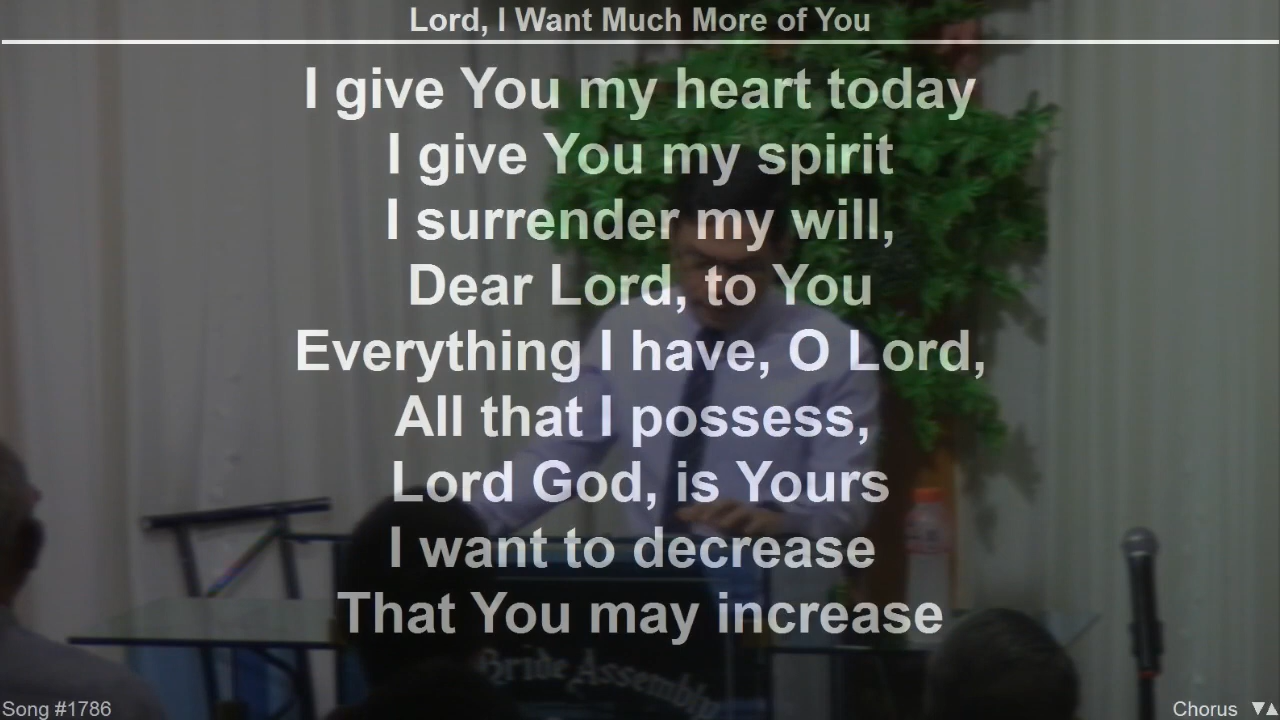 Lord, I Want Much More of You
I give You my heart today
I give You my spirit
I surrender my will,
Dear Lord, to You
Everything I have, O Lord,
All that I possess,
Lord God, is Yours
I want to decrease
That You may increase
Bride Assembly
Song #1786
Chorus ▼▲